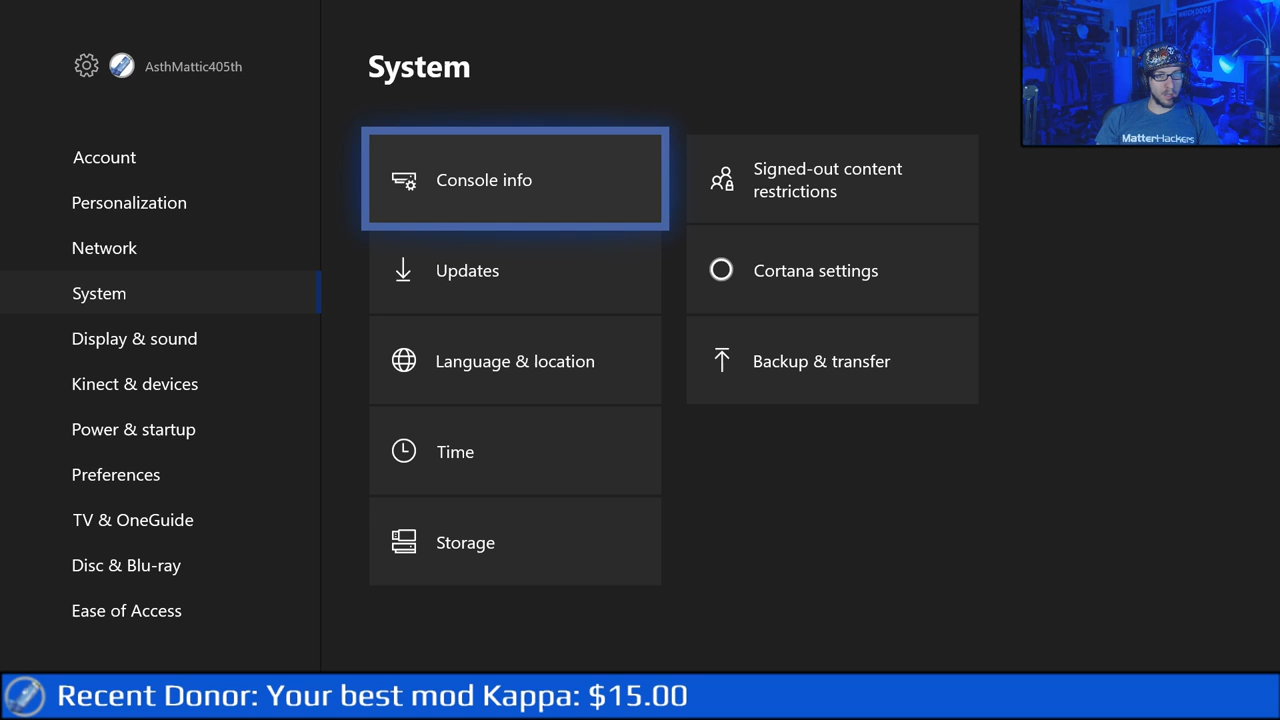 AsthMattic405th
Account
Personalization
Network
System
Display & sound
Kinect & devices
Power & startup
Preferences
TV & OneGuide
Disc & Blu-ray
Ease of Access
System
Console info
Updates
Language & location
Time
Storage
Signed-out content
restrictions
Cortana settings
Backup & transfer
MatterHackers
Recent Donor: Your best mod Kappa: $15.00